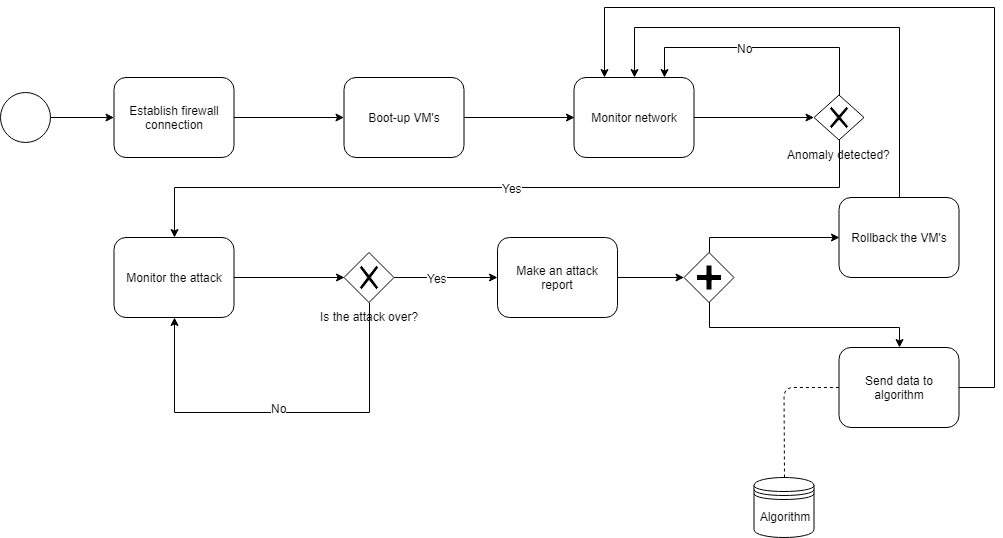 No
Establish firewall
connection
Boot-up VM's
Monitor network
Anomaly detected?
Yes
Rollback the VM's
Monitor the attack
Yes
Make an attack
report
Is the attack over?
Send data to
algorithm
No
Algorithm